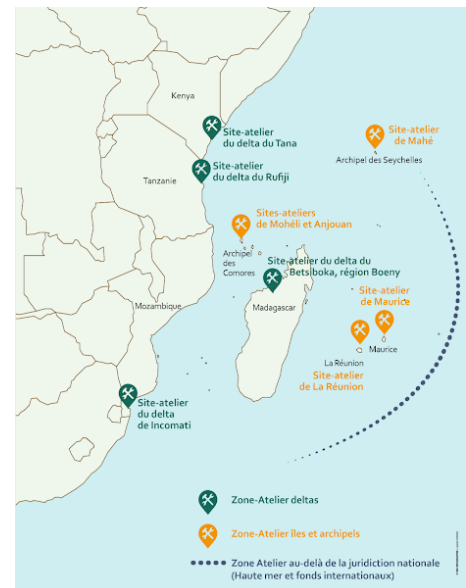 Kenya
Site-atelier
du delta du Tana
Site-atelier
de Mahé
Archipel des Seychelles
Tanzanie
Site-atelier
du delta du Rufiji
Sites-ateliers
de Mohéli et Anjouan
Archipel
des
Comores
Site-atelier du delta du
Betsiboka, région Boeny
Site-atelier
de Maurice
Mozambique
Madagascar
Maurice
La Réunion
Site-atelier
de La Réunion
Site-atelier
du delta
de Incomati
Zone-Atelier deltas
Zone-Atelier îles et archipels
Zone Atelier au-delà de la juridiction nationale
(Haute mer et fonds internationaux)